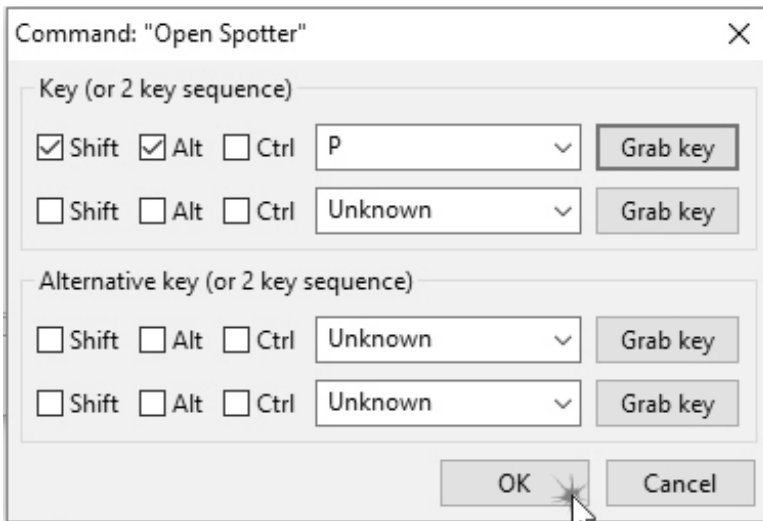 Command: "Open Spotter"
Key (or 2 key sequence)
Shift Alt Ctrl P Grab key
Shift Alt Ctrl Unknown Grab key
Alternative key (or 2 key sequence)
Shift Alt Ctrl Unknown Grab key
Shift Alt Ctrl Unknown Grab key
OK Cancel